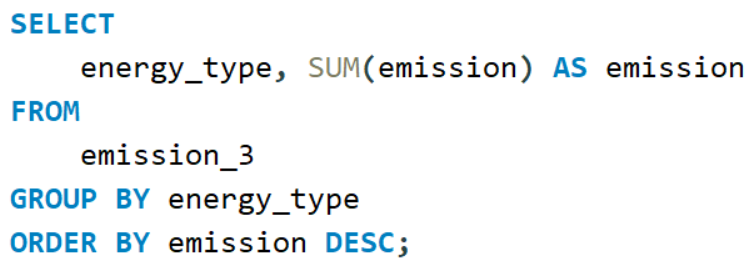 SELECT
    energy_type, SUM(emission) AS emission
FROM
    emission_3
GROUP BY energy_type
ORDER BY emission DESC;